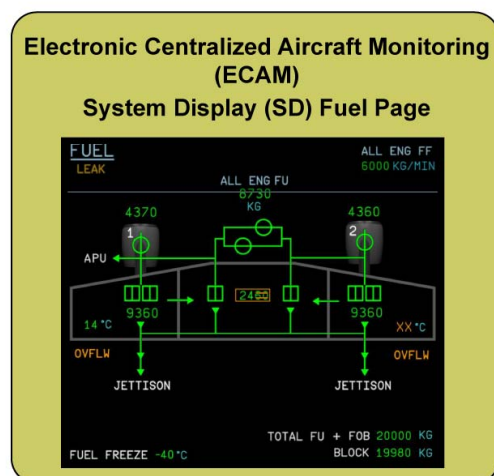 Electronic Centralized Aircraft Monitoring
(ECAM)
System Display (SD) Fuel Page
FUEL
LEAK
ALL ENG FF
6000 KG/MIN
ALL ENG FU
8730
KG
4370
4360
1
2
APU
9360
9360
14 °C
XX °C
OVFLW
OVFLW
JETTISON
JETTISON
TOTAL FU + FOB 20000 KG
BLOCK 19980 KG
FUEL FREEZE -40 °C